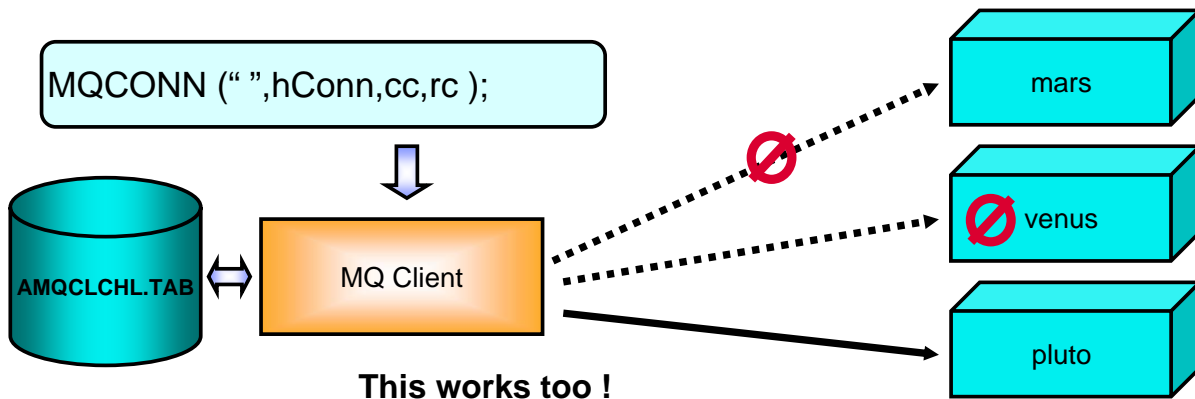 MQCONN (“ ”,hConn,cc,rc );
mars
venus
AMQCLCHL.TAB
MQ Client
pluto
This works too !